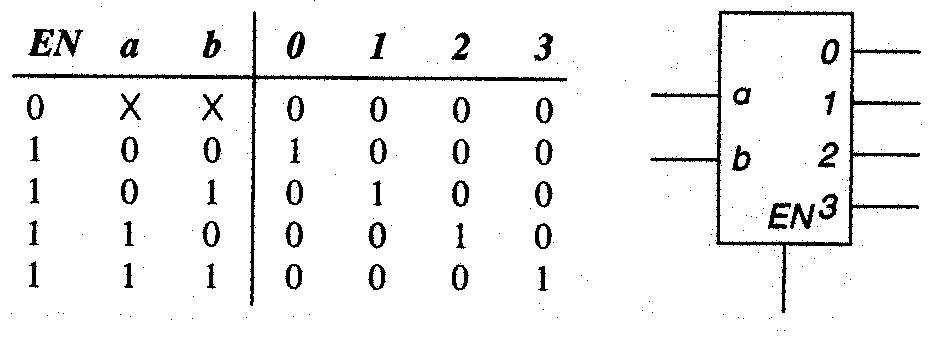 EN a b 0 1 2 3
0 X X 0 0 0 0
1 0 0 1 0 0 0
1 0 1 0 1 0 0
1 1 0 0 0 1 0
1 1 1 0 0 0 1
0
a 1
b 2
EN 3